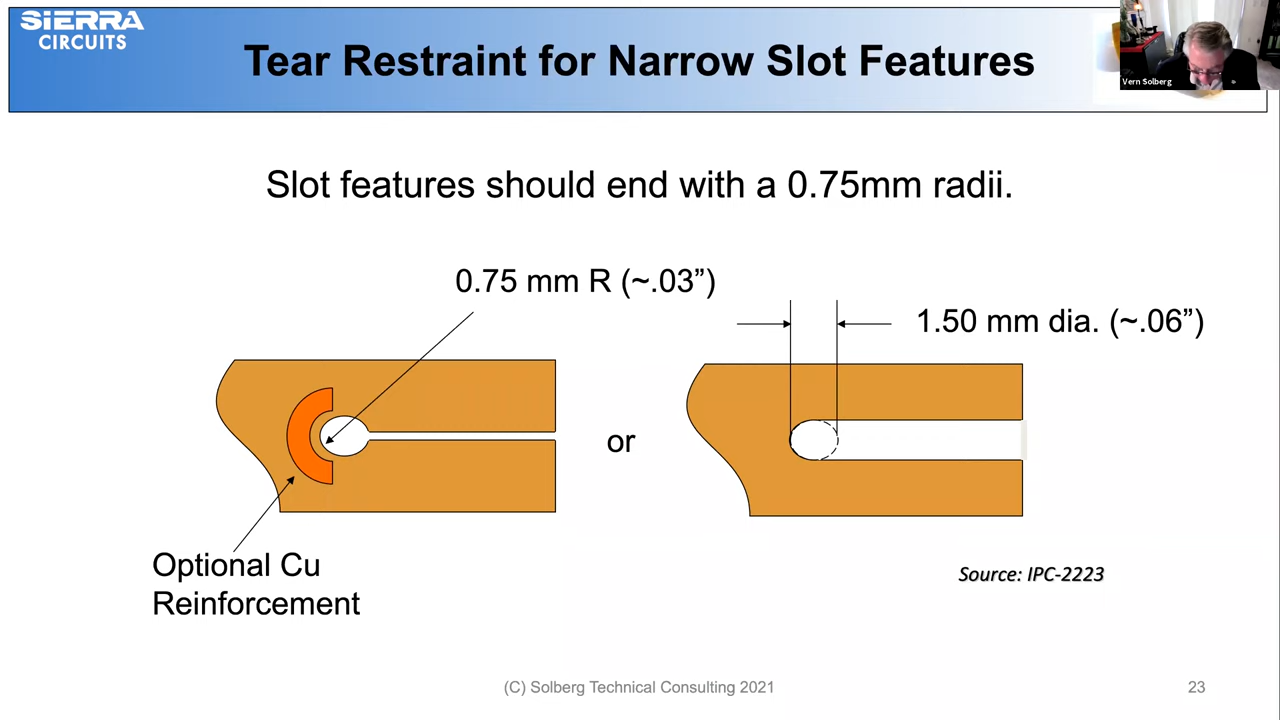 SIERRA
CIRCUITS
Tear Restraint for Narrow Slot Features
Vern Solberg
Slot features should end with a 0.75mm radii.
0.75 mm R (~.03”)
1.50 mm dia. (~.06”)
or
Optional Cu
Reinforcement
Source: IPC-2223
(C) Solberg Technical Consulting 2021
23